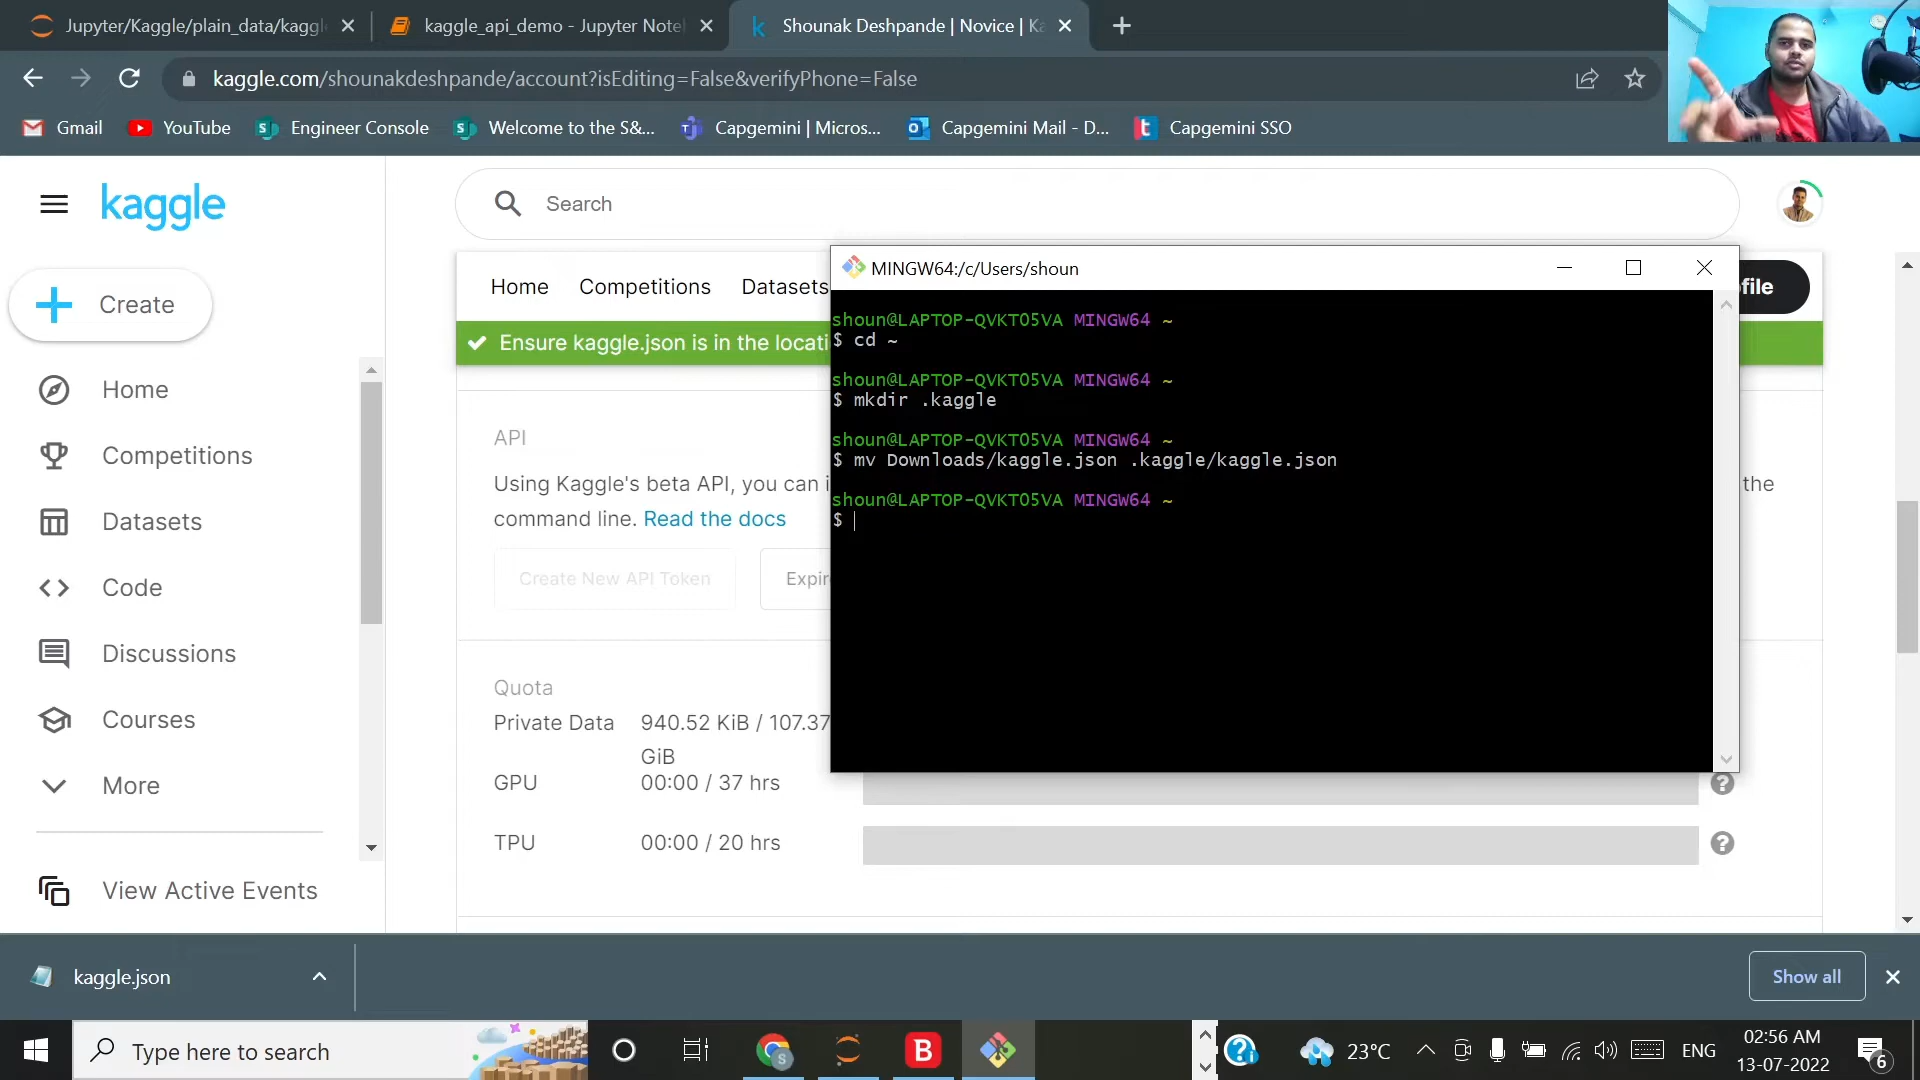 Jupyter/Kaggle/plain_data/kaggl
kaggle_api_demo - Jupyter Note
Shounak Deshpande | Novice | Ka
kaggle.com/shounakdeshpande/account?isEditing=False&verifyPhone=False
Gmail
YouTube
Engineer Console
Welcome to the S&...
Capgemini | Micros...
Capgemini Mail - D...
Capgemini SSO
kaggle
Search
Create
Home
Competitions
Datasets
Code
Discussions
Courses
More
View Active Events
Home Competitions Datasets
file
Ensure kaggle.json is in the locati
API
Using Kaggle's beta API, you can i
the
command line. Read the docs
Create New API Token
Expir
Quota
Private Data 940.52 KiB / 107.37
GiB
GPU 00:00 / 37 hrs
TPU 00:00 / 20 hrs
MINGW64:/c/Users/shoun
shoun@LAPTOP-QVKTO5VA MINGW64 ~
$ cd ~
shoun@LAPTOP-QVKTO5VA MINGW64 ~
$ mkdir .kaggle
shoun@LAPTOP-QVKTO5VA MINGW64 ~
$ mv Downloads/kaggle.json .kaggle/kaggle.json
shoun@LAPTOP-QVKTO5VA MINGW64 ~
$
kaggle.json
Show all
Type here to search
23°C
ENG
02:56 AM
13-07-2022
6